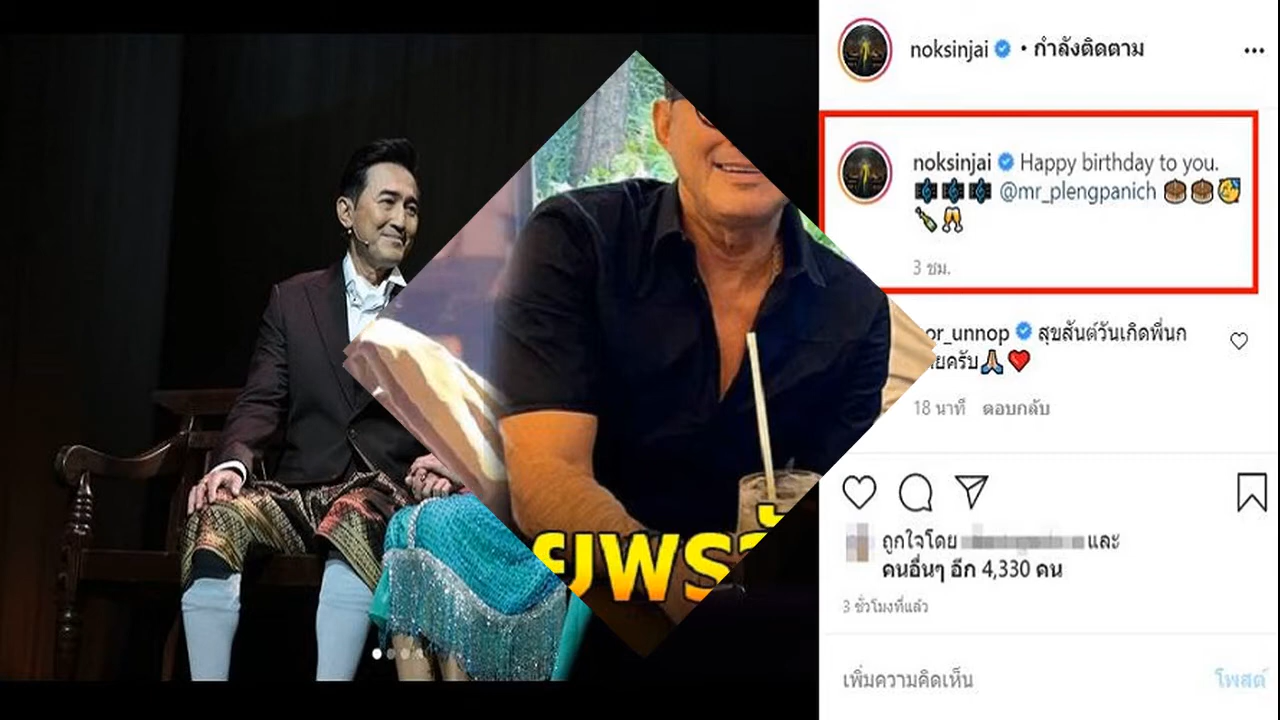 noksinjai • กำลังติดตาม
noksinjai Happy birthday to you.
@mr_plengpanich
3 ชม.
or_unnop สุขสันต์วันเกิดพี่นก
ยครับ
18 นาที ตอบกลับ
ถูกใจโดย และ
คนอื่นๆ อีก 4,330 คน
3 ชั่วโมงที่แล้ว
เพิ่มความคิดเห็น โพสต์
ยพร